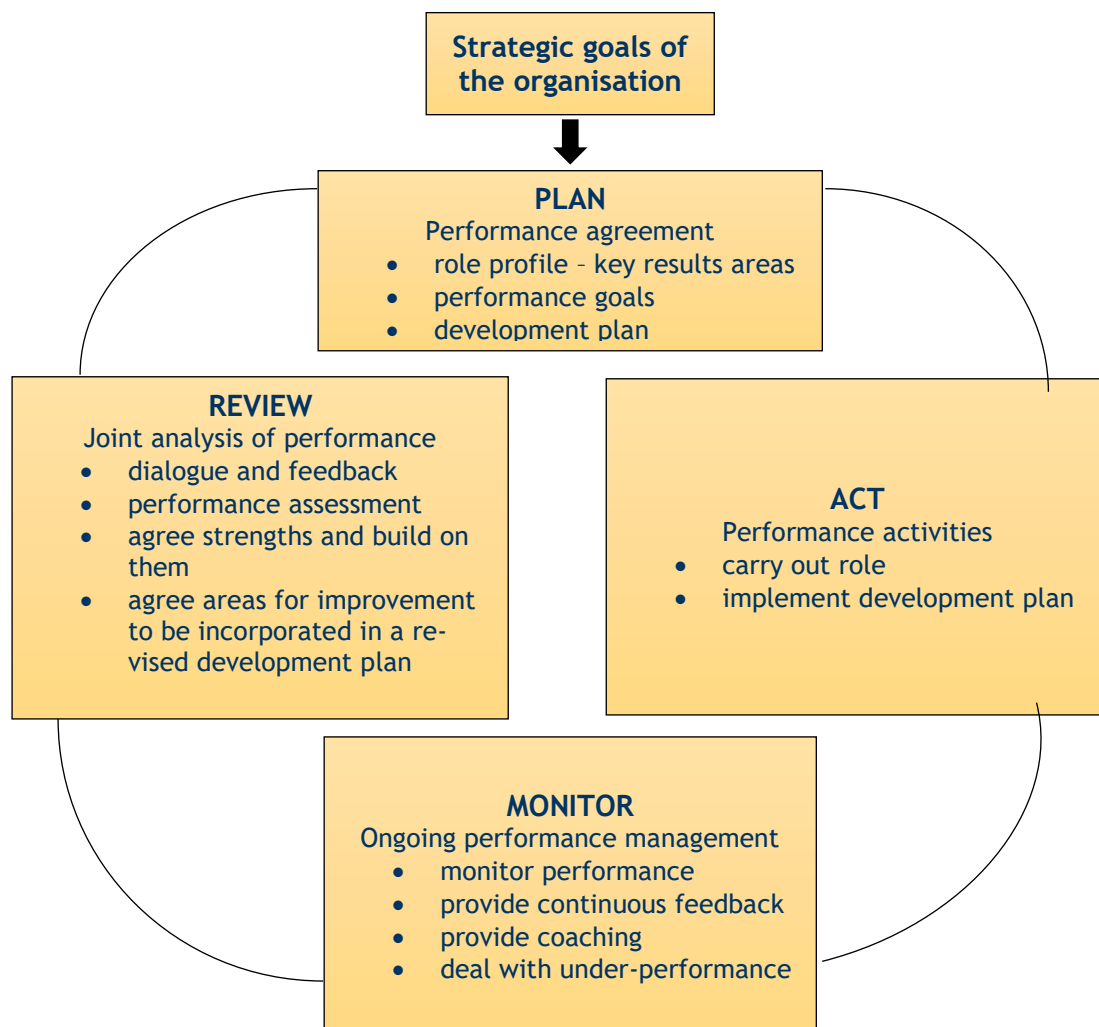 Strategic goals of
the organisation
PLAN
Performance agreement
• role profile – key results areas
• performance goals
• development plan
REVIEW
Joint analysis of performance
• dialogue and feedback
• performance assessment
• agree strengths and build on
them
• agree areas for improvement
to be incorporated in a re-
vised development plan
ACT
Performance activities
• carry out role
• implement development plan
MONITOR
Ongoing performance management
• monitor performance
• provide continuous feedback
• provide coaching
• deal with under-performance